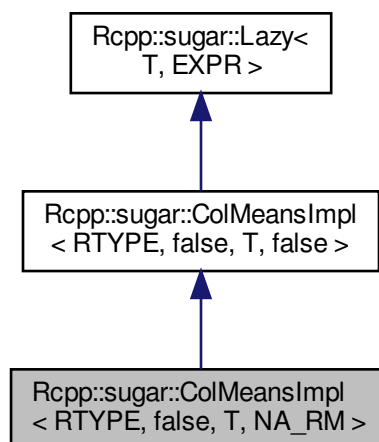 Rcpp::sugar::Lazy<
T, EXPR >
Rcpp::sugar::ColMeansImpl
< RTYPE, false, T, false >
Rcpp::sugar::ColMeansImpl
< RTYPE, false, T, NA_RM >